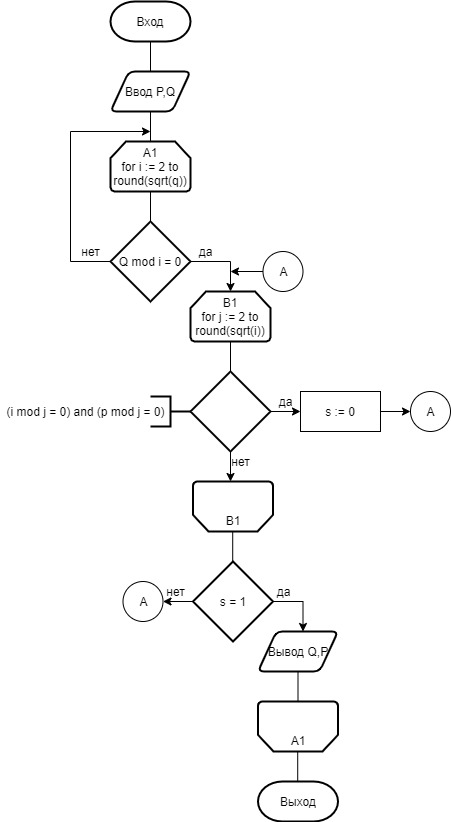 Вход
Ввод P,Q
A1
for i := 2 to
round(sqrt(q))
нет
Q mod i = 0
да
A
B1
for j := 2 to
round(sqrt(i))
(i mod j = 0) and (p mod j = 0)
да
s := 0
A
нет
B1
A
нет
s = 1
да
Вывод Q,P
A1
Выход